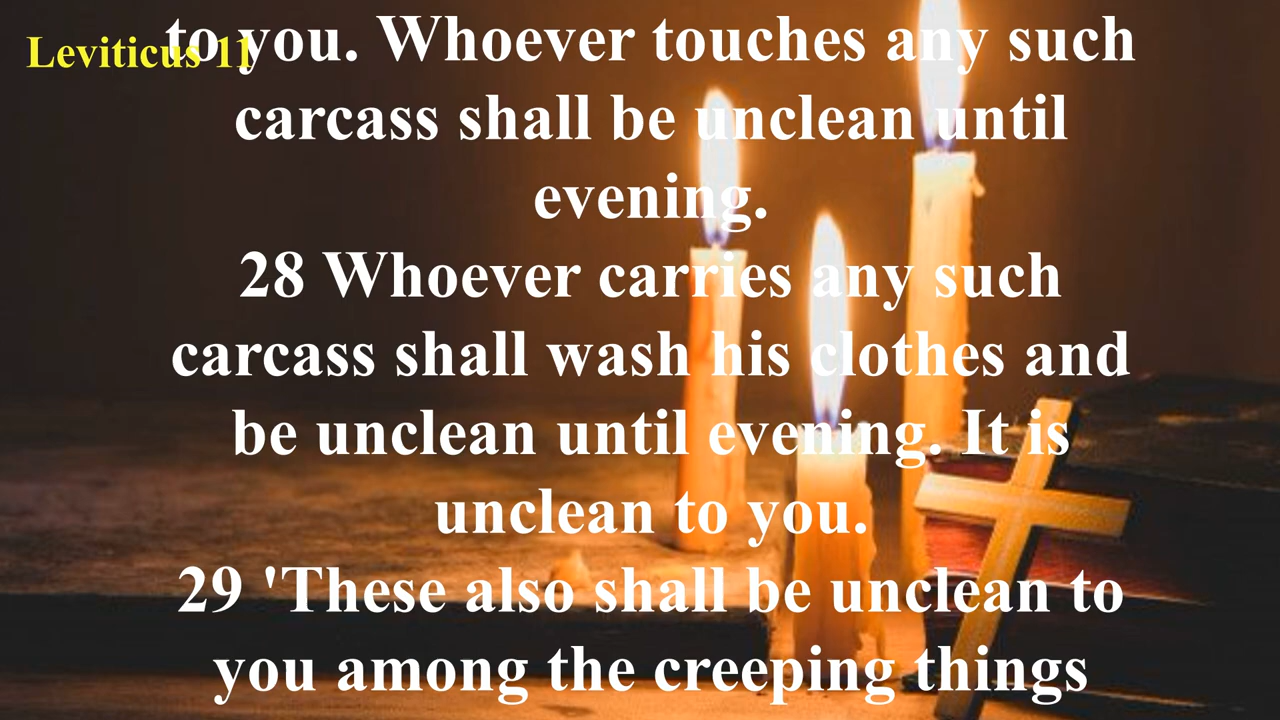 Leviticus 11
to you. Whoever touches any such
carcass shall be unclean until
evening.
28 Whoever carries any such
carcass shall wash his clothes and
be unclean until evening. It is
unclean to you.
29 'These also shall be unclean to
you among the creeping things